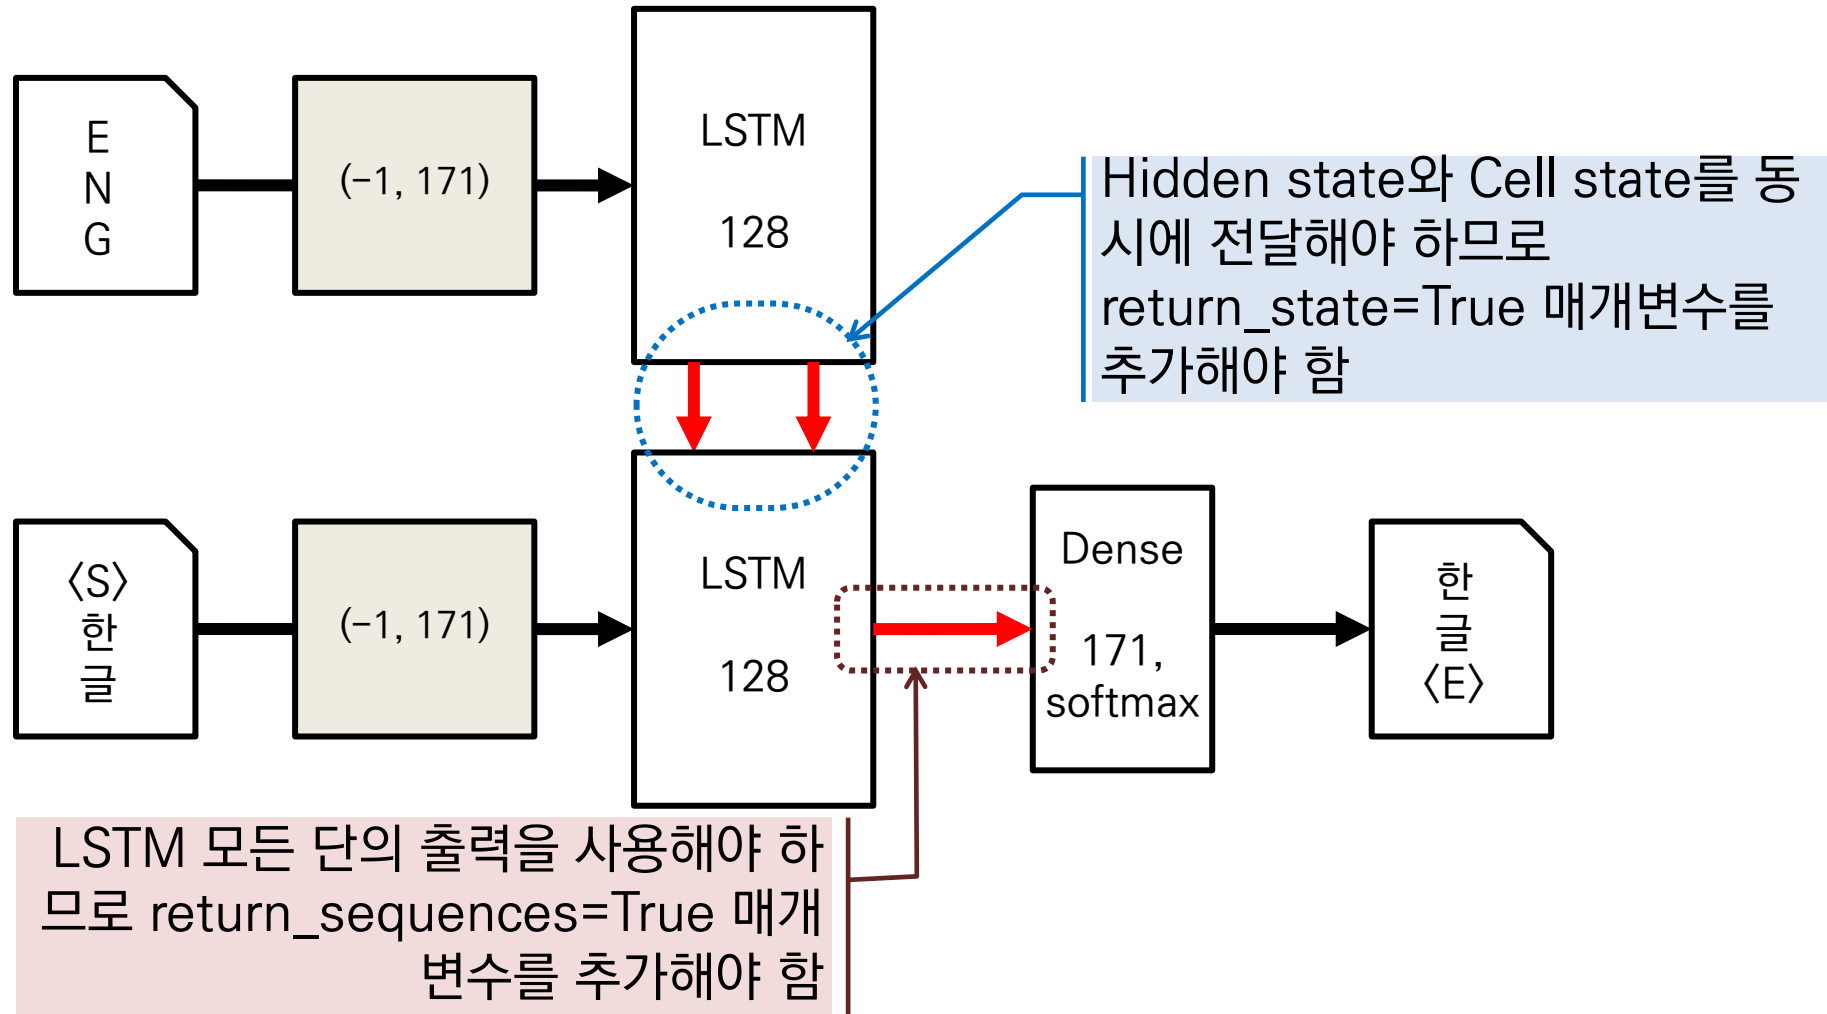 E
N
G
(-1, 171)
LSTM
128
Hidden state와 Cell state를 동
시에 전달해야 하므로
return_state=True 매개변수를
추가해야 함
〈S〉
한
글
(-1, 171)
LSTM
128
Dense
171,
softmax
한
글
〈E〉
LSTM 모든 단의 출력을 사용해야 하
므로 return_sequences=True 매개
변수를 추가해야 함